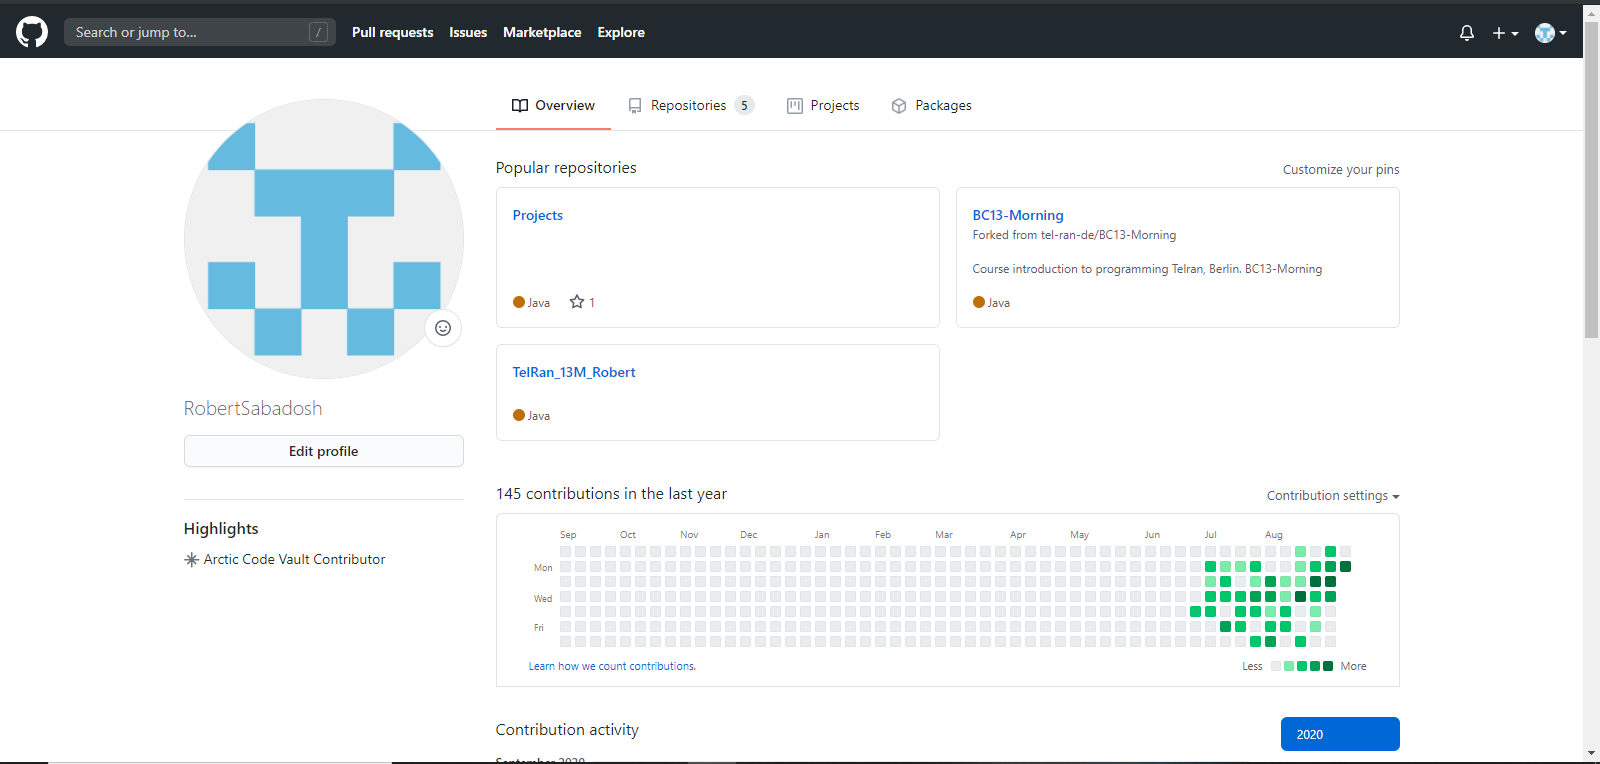 Search or jump to... / Pull requests Issues Marketplace Explore
Overview Repositories 5 Projects Packages
Popular repositories Customize your pins
Projects
Java 1
BC13-Morning
Forked from tel-ran-de/BC13-Morning
Course introduction to programming Telran, Berlin. BC13-Morning
Java
TelRan_13M_Robert
Java
RobertSabadosh
Edit profile
Highlights
Arctic Code Vault Contributor
145 contributions in the last year Contribution settings
Sep Oct Nov Dec Jan Feb Mar Apr May Jun Jul Aug
Mon
Wed
Fri
Learn how we count contributions. Less More
Contribution activity 2020
September 2020